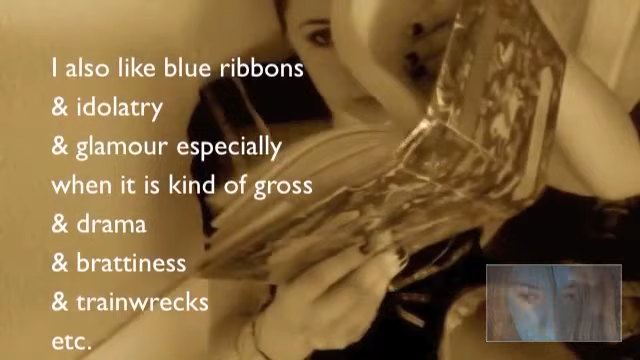 I also like blue ribbons
& idolatry
& glamour especially
when it is kind of gross
& drama
& brattiness
& trainwrecks
etc.